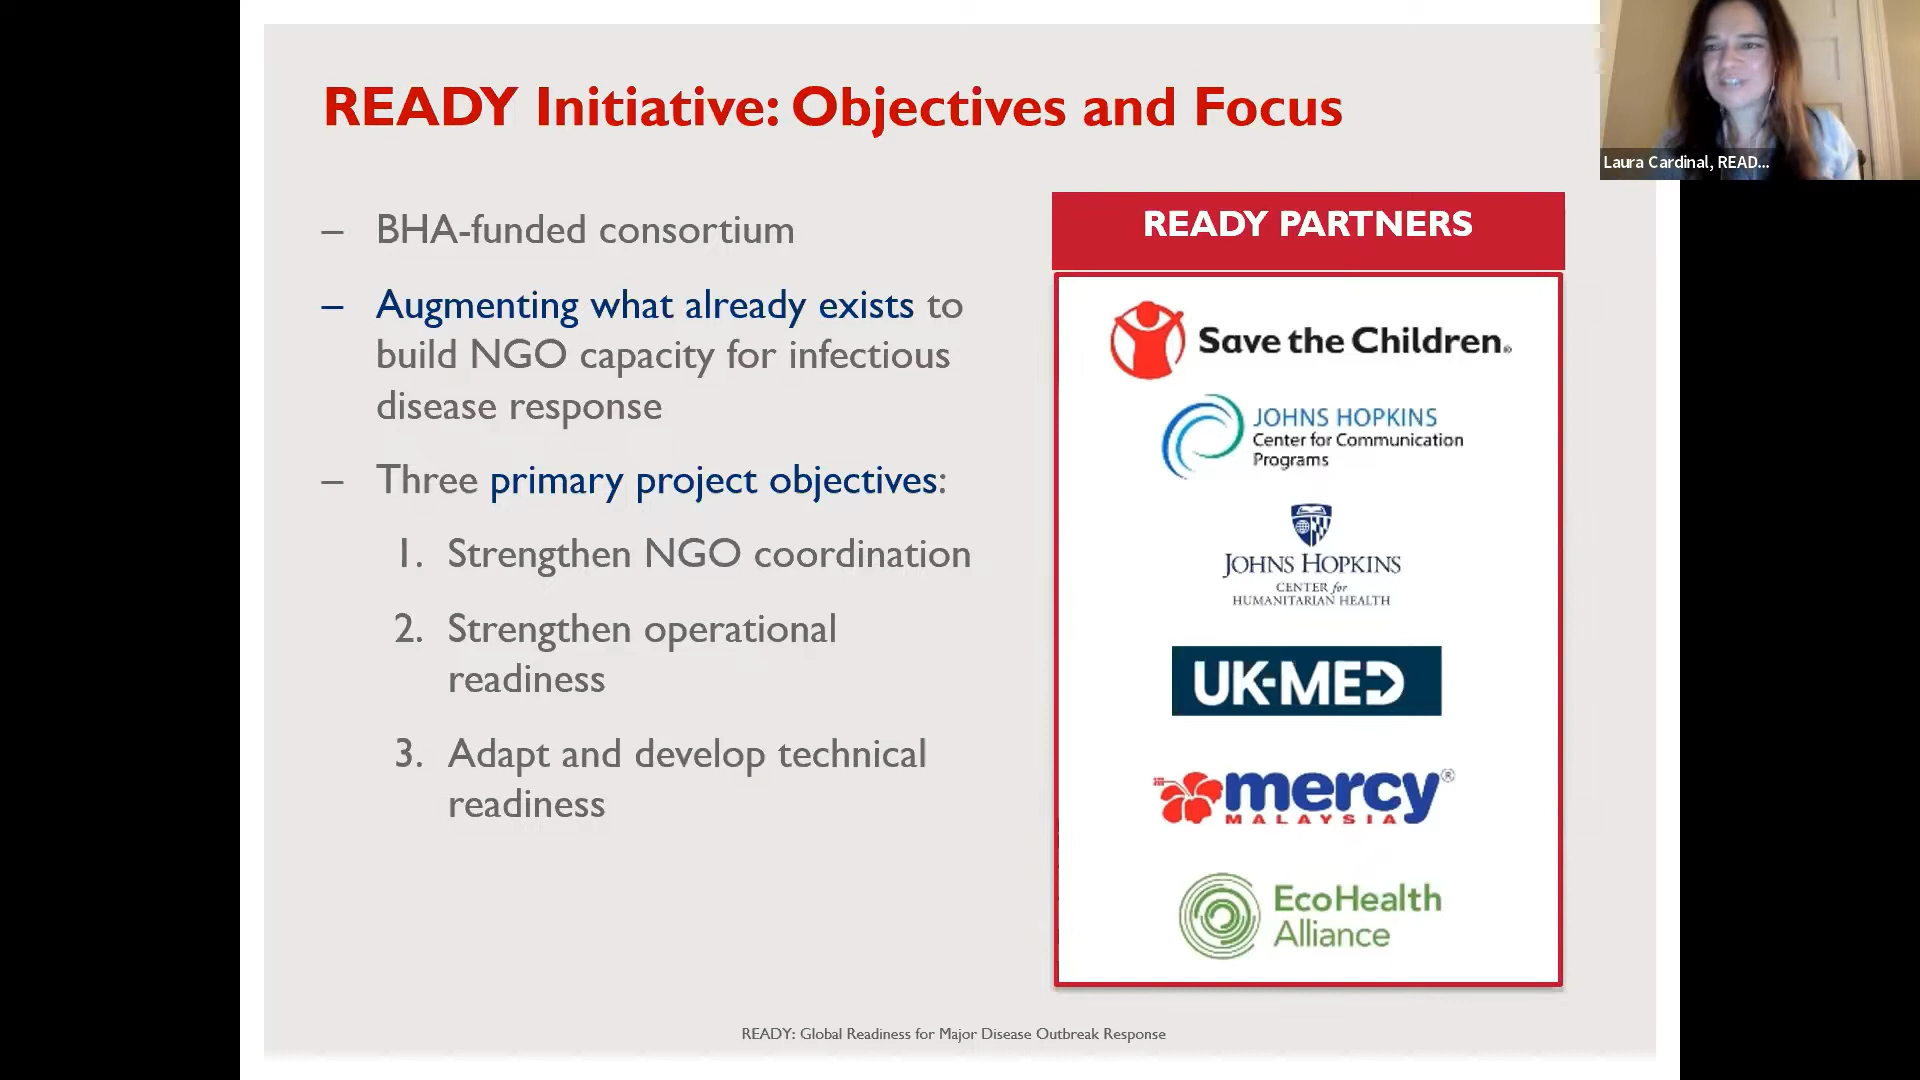 READY Initiative: Objectives and Focus
Laura Cardinal, READ...
– BHA-funded consortium
– Augmenting what already exists to
build NGO capacity for infectious
disease response
– Three primary project objectives:
1. Strengthen NGO coordination
2. Strengthen operational
readiness
3. Adapt and develop technical
readiness
READY PARTNERS
Save the Children®
JOHNS HOPKINS
Center for Communication
Programs
JOHNS HOPKINS
CENTER for
HUMANITARIAN HEALTH
UK-MED
mercy®
MALAYSIA
EcoHealth
Alliance
READY: Global Readiness for Major Disease Outbreak Response